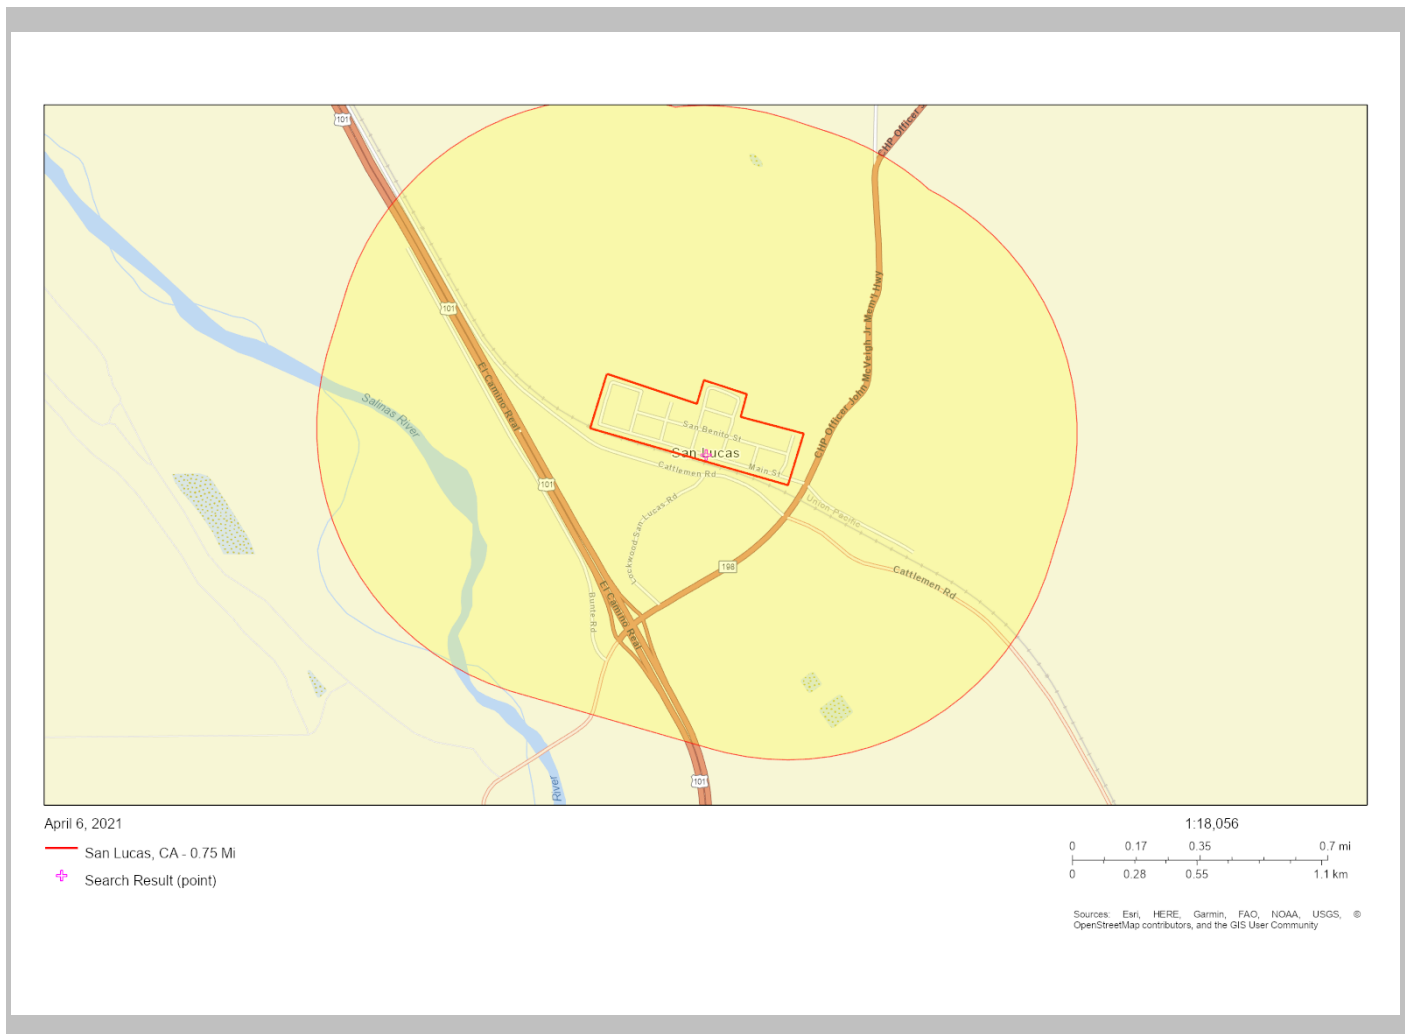 101
CHP Officer
101
CHP Officer John McVeigh Jr Mem'l Hwy
El Camino Real
Salinas River
San Benito St
San Lucas
Main St
Cattlemen Rd
101
Lockwood-San-Lucas Rd
Union Pacific
198
Cattlemen Rd
El Camino Real
Bunte Rd
101
River
April 6, 2021
San Lucas, CA - 0.75 Mi
Search Result (point)
1:18,056
0 0.17 0.35 0.7 mi
0 0.28 0.55 1.1 km
Sources: Esri, HERE, Garmin, FAO, NOAA, USGS, ©
OpenStreetMap contributors, and the GIS User Community